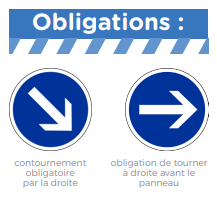 Obligations :
contournement
obligatoire
par la droite
obligation de tourner
à droite avant le
panneau